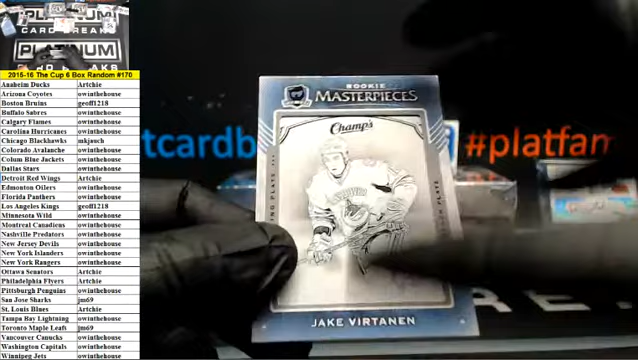 PLATINUM
CARD BREAKS
PLATINUM
2015-16 The Cup 6 Box Random #170
Anaheim Ducks Artchie
Arizona Coyotes owinthehouse
Boston Bruins geoff1218
Buffalo Sabres owinthehouse
Calgary Flames owinthehouse
Carolina Hurricanes owinthehouse
Chicago Blackhawks mkgauch
Colorado Avalanche owinthehouse
Colum Blue Jackets owinthehouse
Dallas Stars owinthehouse
Detroit Red Wings Artchie
Edmonton Oilers owinthehouse
Florida Panthers owinthehouse
Los Angeles Kings geoff1218
Minnesota Wild owinthehouse
Montreal Canadiens owinthehouse
Nashville Predators owinthehouse
New Jersey Devils owinthehouse
New York Islanders owinthehouse
New York Rangers owinthehouse
Ottawa Senators Artchie
Philadelphia Flyers Artchie
Pittsburgh Penguins owinthehouse
San Jose Sharks jm69
St. Louis Blues Artchie
Tampa Bay Lightning owinthehouse
Toronto Maple Leafs jm69
Vancouver Canucks owinthehouse
Washington Capitals owinthehouse
Winnipeg Jets owinthehouse
ROOKIE
MASTERPIECES
Champ's
JAKE VIRTANEN
tcardb
#platfan